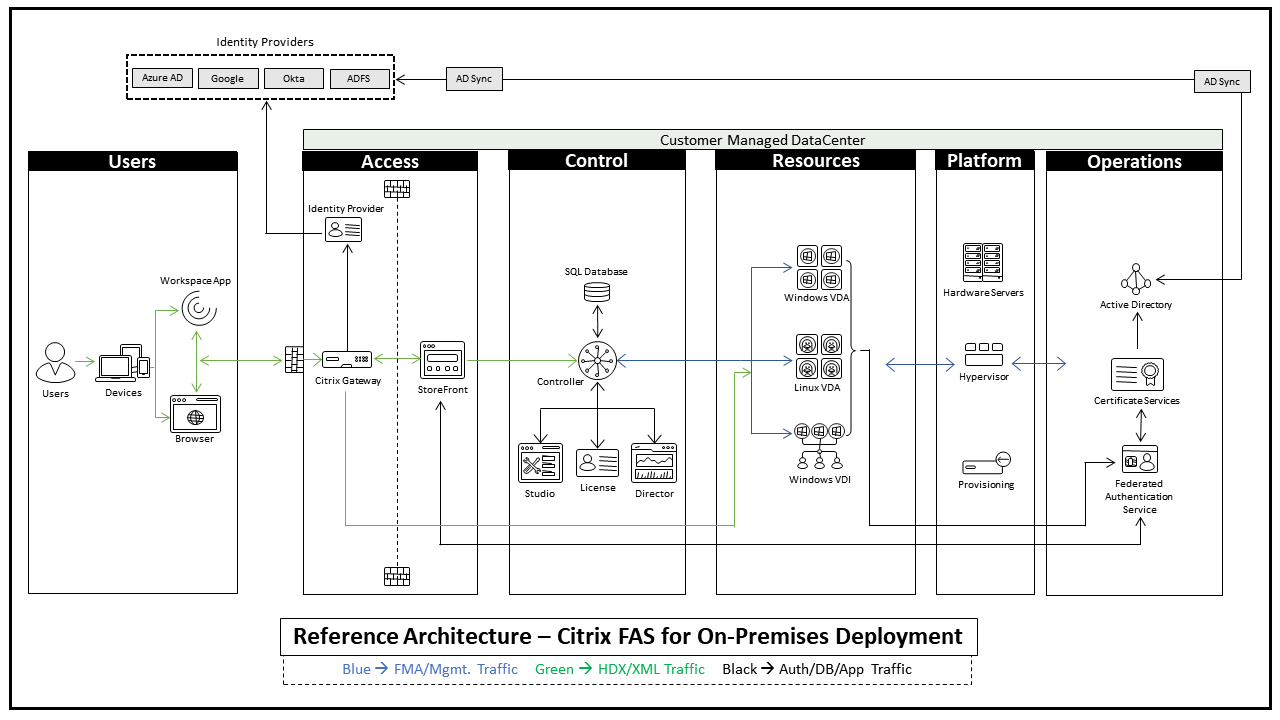 Identity Providers
Azure AD
Google
Okta
ADFS
AD Sync
AD Sync
Customer Managed DataCenter
Users
Access
Control
Resources
Platform
Operations
Identity Provider
Workspace App
SQL Database
Windows VDA
Hardware Servers
Active Directory
Users
Devices
Browser
Citrix Gateway
StoreFront
Controller
Linux VDA
Hypervisor
Certificate Services
Studio
License
Director
Windows VDI
Provisioning
Federated
Authentication
Service
Reference Architecture – Citrix FAS for On-Premises Deployment
Blue → FMA/Mgmt. Traffic Green → HDX/XML Traffic Black → Auth/DB/App Traffic